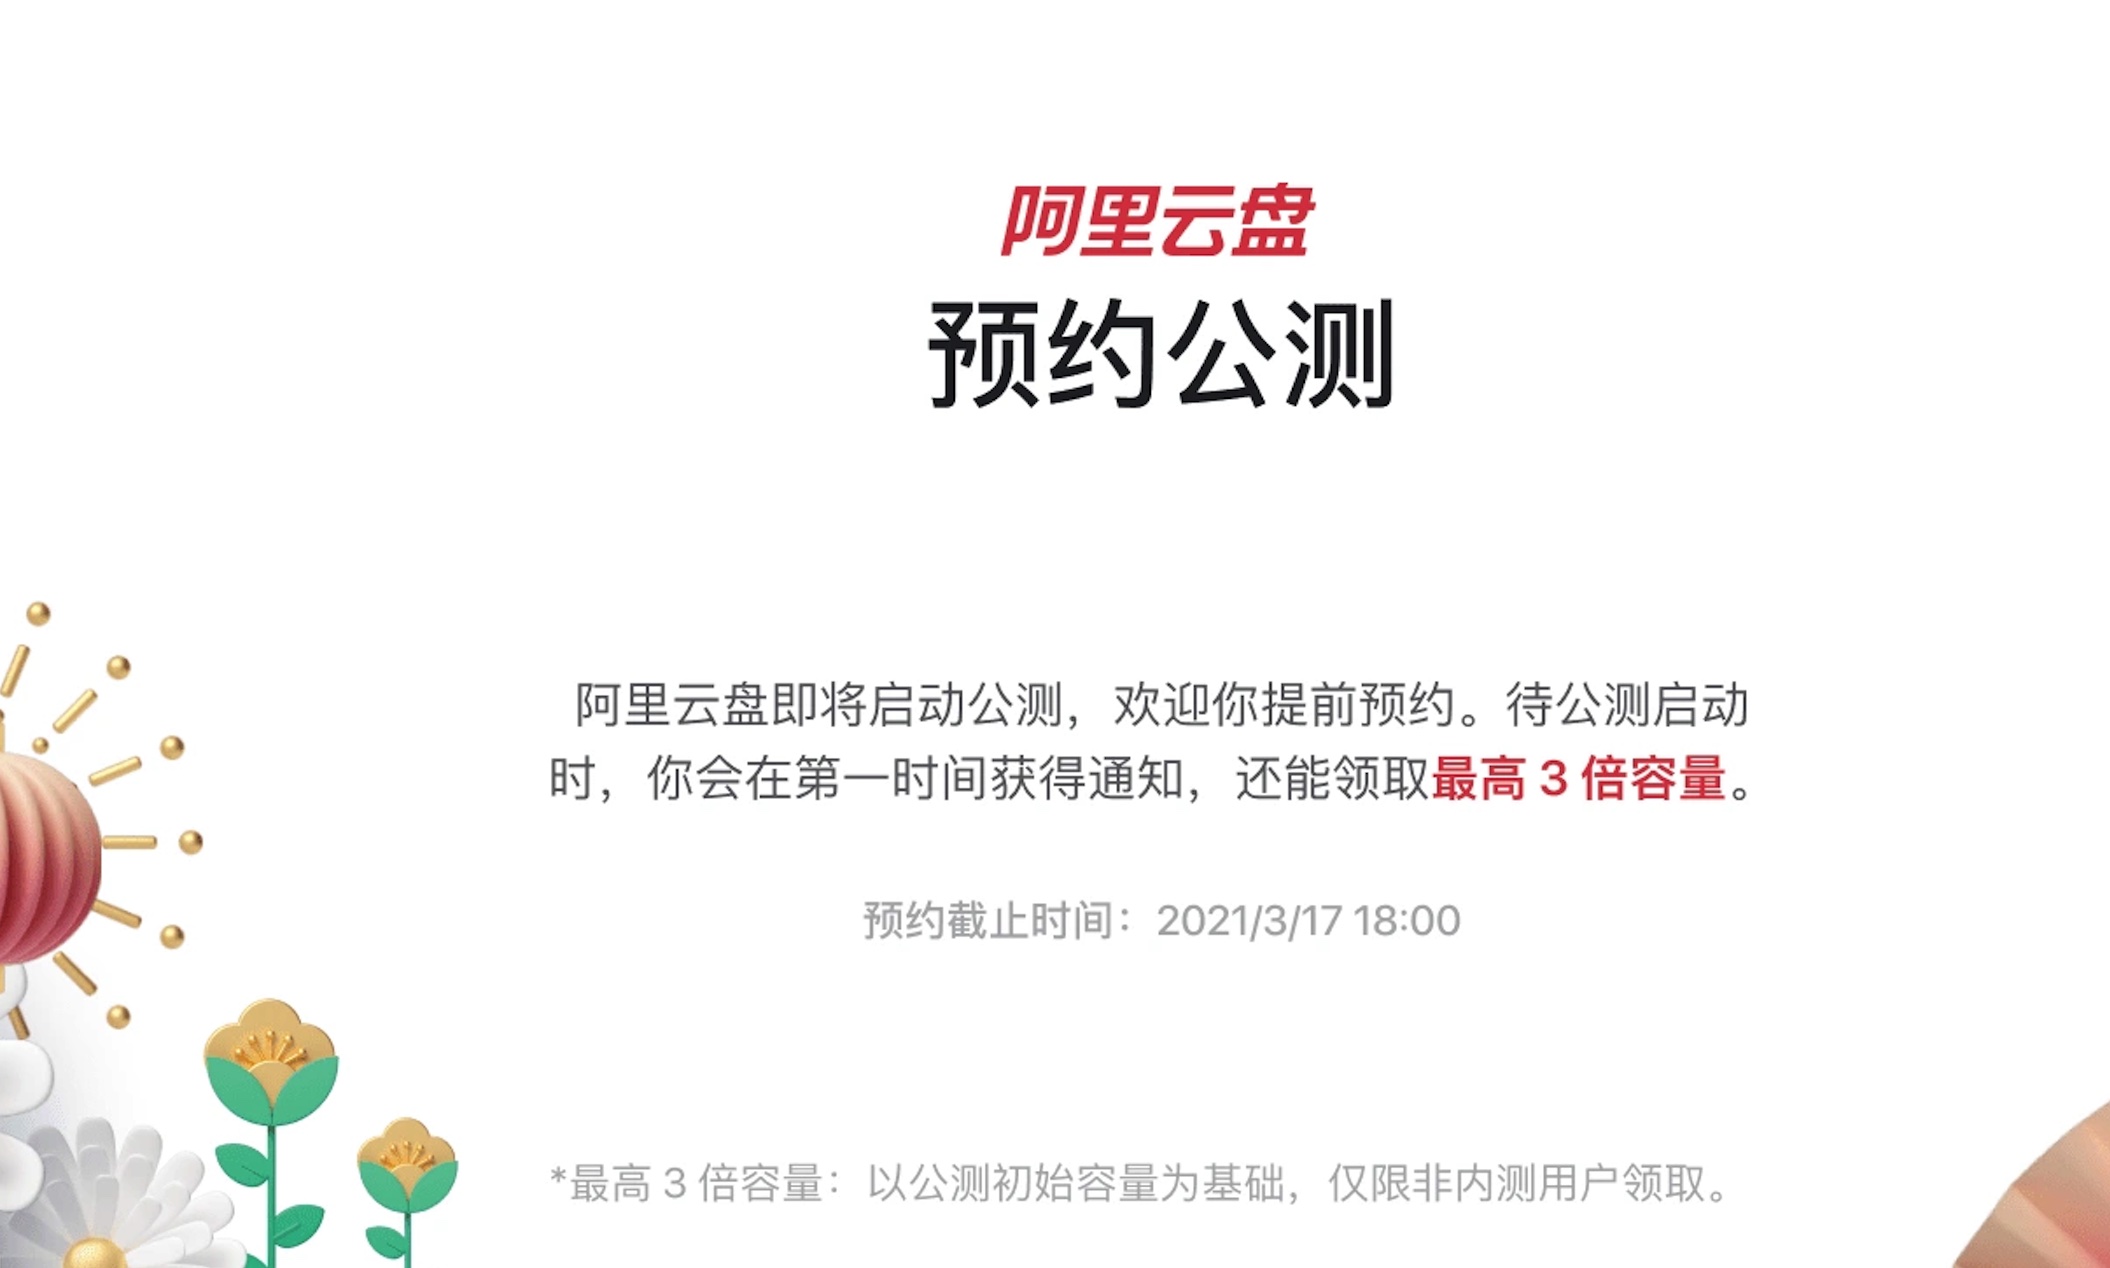 阿里云盘
预约公测
阿里云盘即将启动公测，欢迎你提前预约。待公测启动
时，你会在第一时间获得通知，还能领取最高 3 倍容量。
预约截止时间：2021/3/17 18:00
*最高 3 倍容量：以公测初始容量为基础，仅限非内测用户领取。